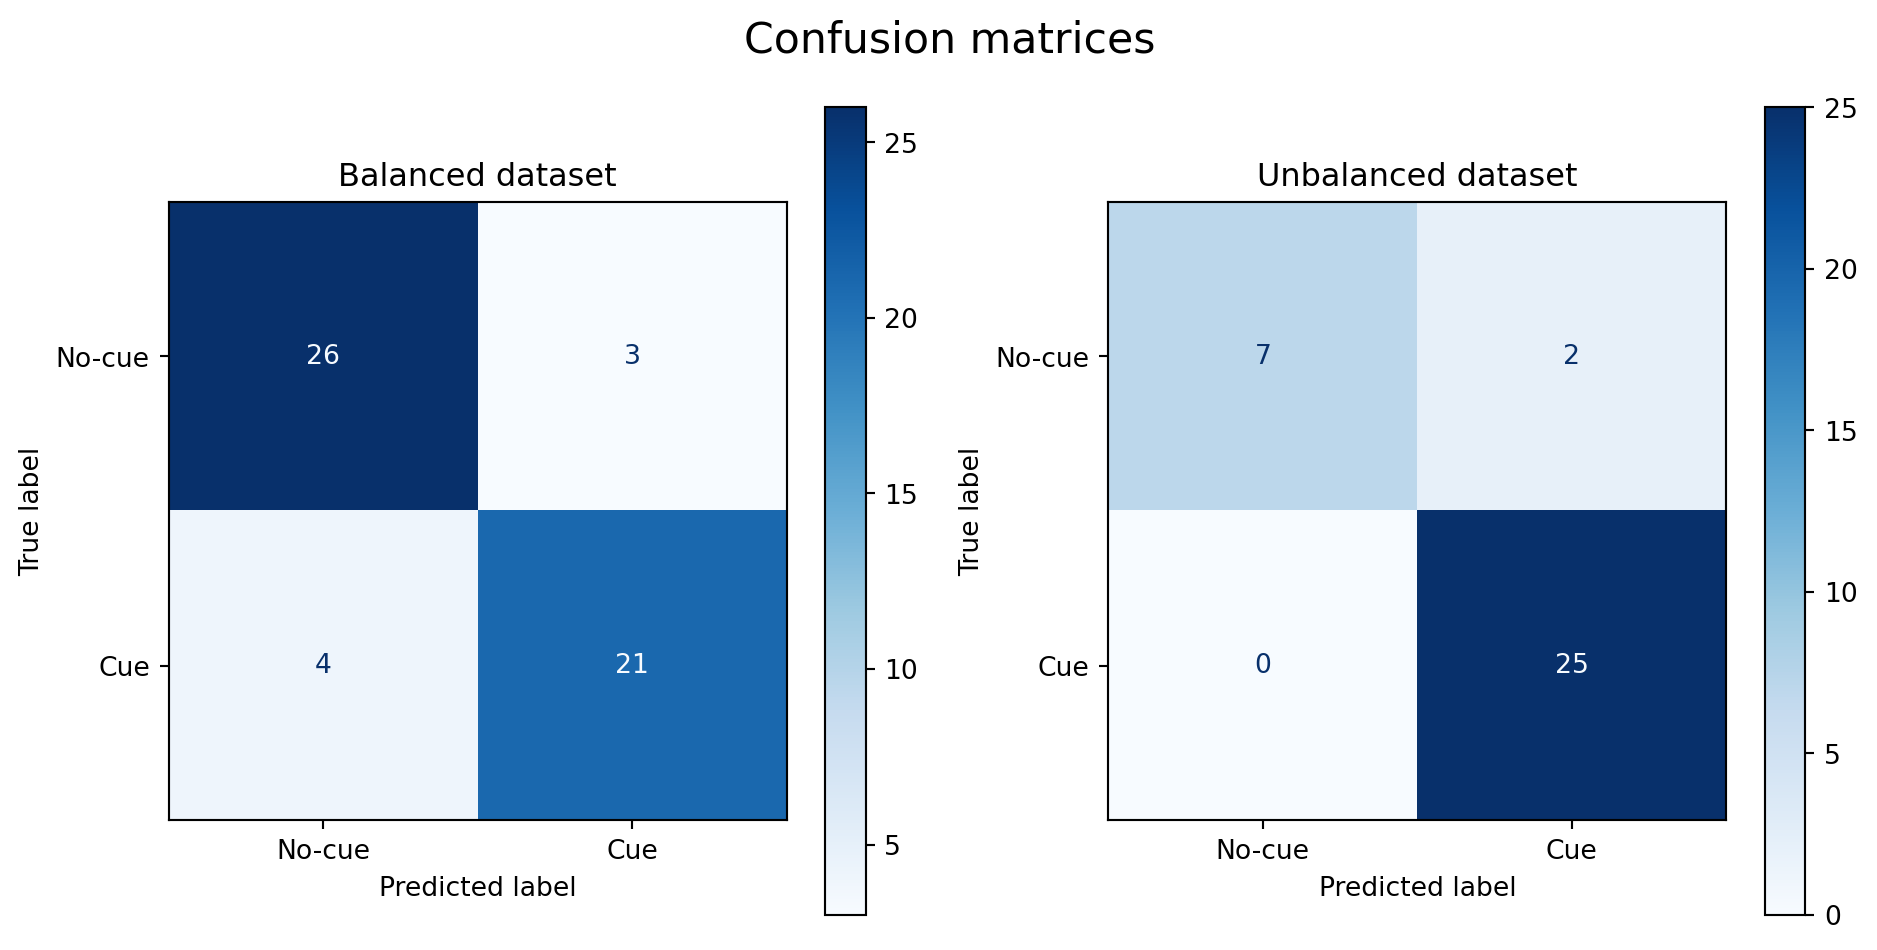 Confusion matrices
Balanced dataset
True label
No-cue
Cue
26
3
4
21
No-cue
Cue
Predicted label
25
20
15
10
5
Unbalanced dataset
True label
No-cue
Cue
7
2
0
25
No-cue
Cue
Predicted label
25
20
15
10
5
0